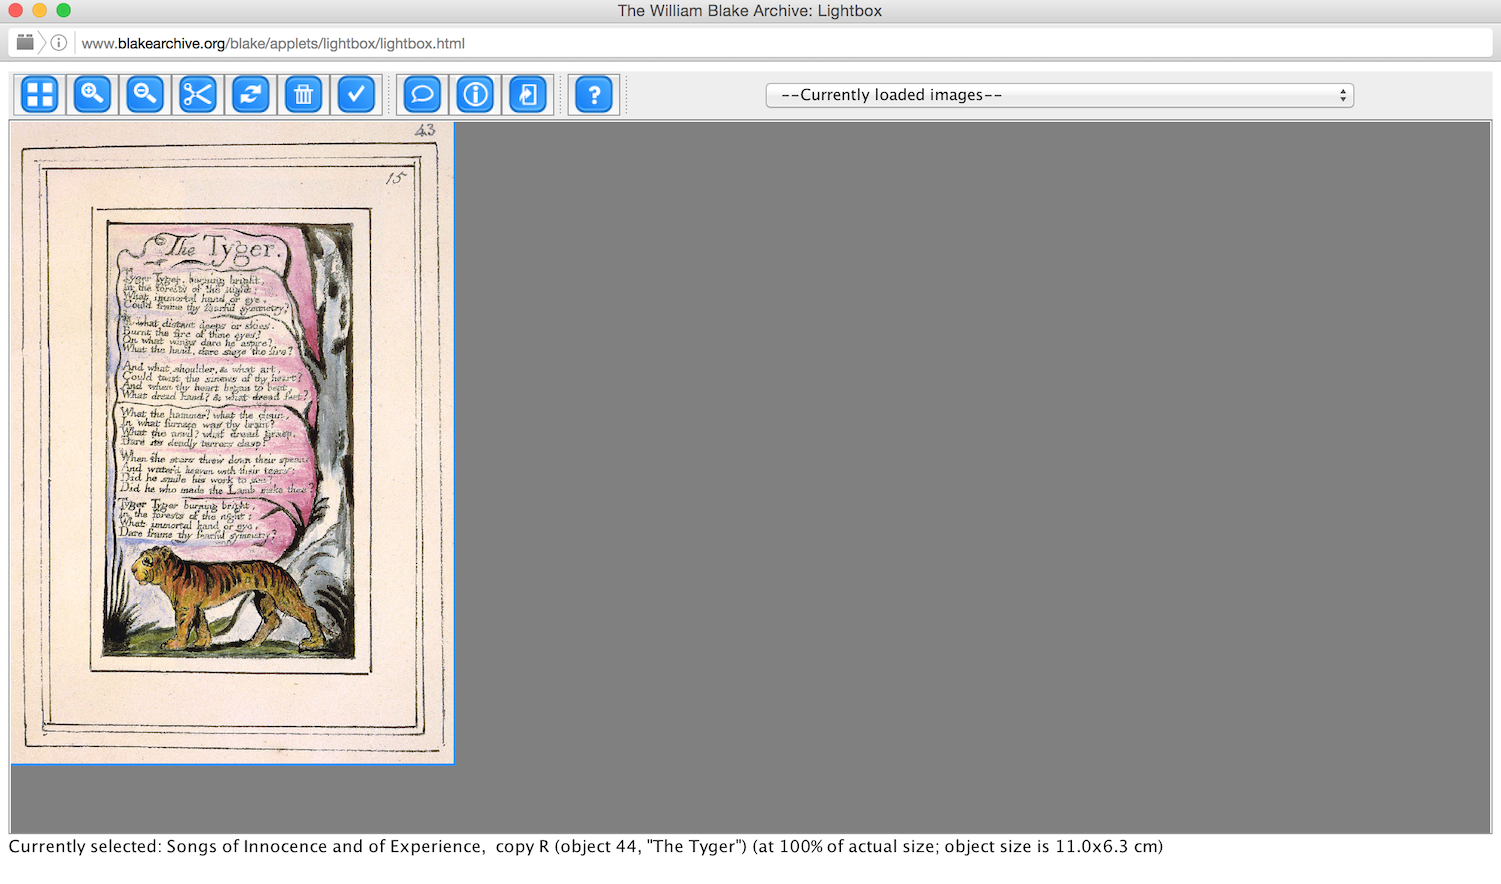 The William Blake Archive: Lightbox
www.blakearchive.org/blake/applets/lightbox/lightbox.html
?
--Currently loaded images--
43
15
The Tyger.
Tyger Tyger, burning bright,
In the forests of the night;
What immortal hand or eye,
Could frame thy fearful symmetry?
In what distant deeps or skies.
Burnt the fire of thine eyes?
On what wings dare he aspire?
What the hand, dare sieze the fire?
And what shoulder, & what art,
Could twist the sinews of thy heart?
And when thy heart began to beat,
What dread hand? & what dread feet?
What the hammer? what the chain,
In what furnace was thy brain?
What the anvil? what dread grasp,
Dare its deadly terrors clasp!
When the stars threw down their spears
And water'd heaven with their tears:
Did he smile his work to see?
Did he who made the Lamb make thee?
Tyger Tyger burning bright,
In the forests of the night:
What immortal hand or eye,
Dare frame thy fearful symmetry?
Currently selected: Songs of Innocence and of Experience, copy R (object 44, "The Tyger") (at 100% of actual size; object size is 11.0x6.3 cm)